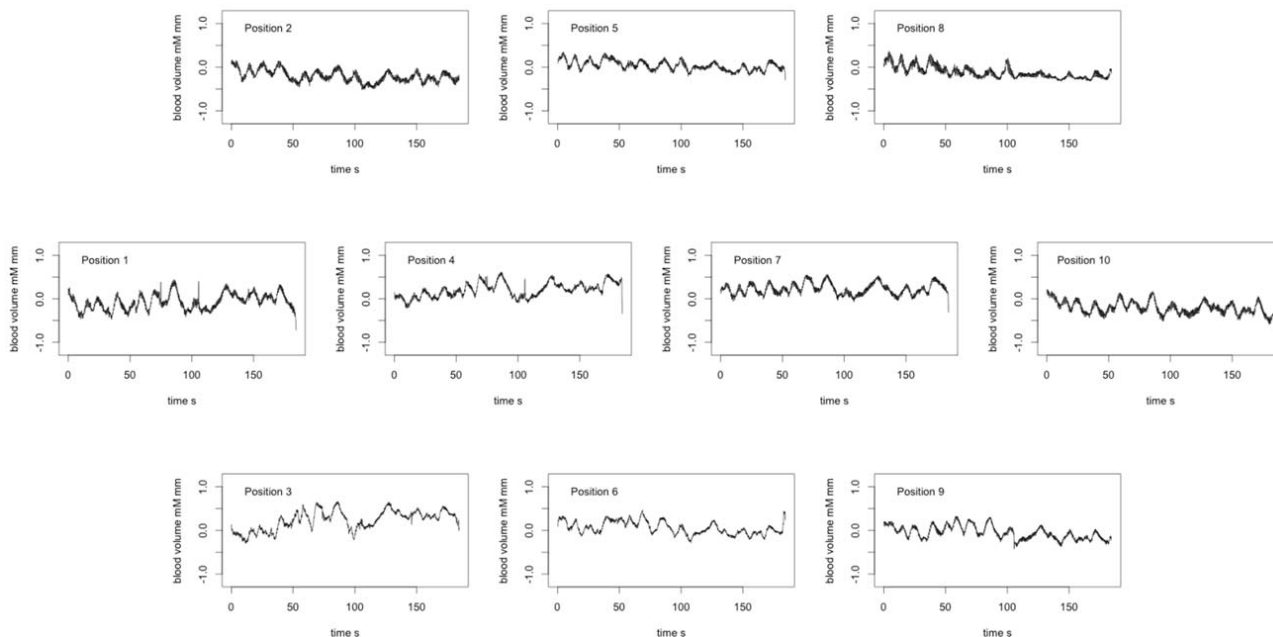 Position 2
blood volume mM mm
1.0
0.0
-1.0
0 50 100 150
time s
Position 5
blood volume mM mm
1.0
0.0
-1.0
0 50 100 150
time s
Position 8
blood volume mM mm
1.0
0.0
-1.0
0 50 100 150
time s
Position 1
blood volume mM mm
1.0
0.0
-1.0
0 50 100 150
time s
Position 4
blood volume mM mm
1.0
0.0
-1.0
0 50 100 150
time s
Position 7
blood volume mM mm
1.0
0.0
-1.0
0 50 100 150
time s
Position 10
blood volume mM mm
1.0
0.0
-1.0
0 50 100 150
time s
Position 3
blood volume mM mm
1.0
0.0
-1.0
0 50 100 150
time s
Position 6
blood volume mM mm
1.0
0.0
-1.0
0 50 100 150
time s
Position 9
blood volume mM mm
1.0
0.0
-1.0
0 50 100 150
time s